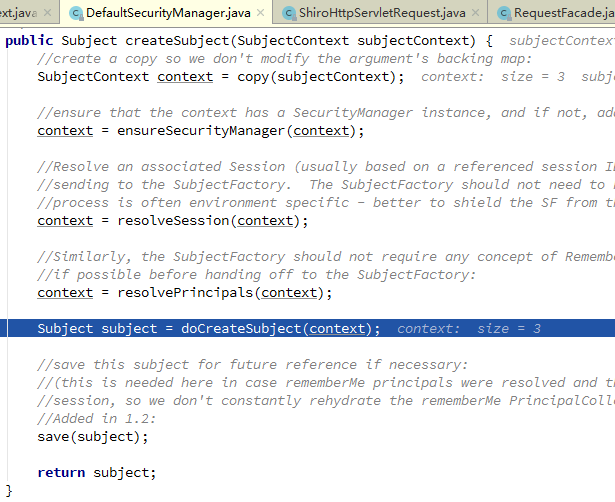 ext.java DefaultSecurityManager.java ShiroHttpServletRequest.java RequestFacade.ja
public Subject createSubject(SubjectContext subjectContext) { subjectContext
//create a copy so we don't modify the argument's backing map:
SubjectContext context = copy(subjectContext); context: size = 3 subj
//ensure that the context has a SecurityManager instance, and if not, add
context = ensureSecurityManager(context);
//Resolve an associated Session (usually based on a referenced session I
//sending to the SubjectFactory. The SubjectFactory should not need to
//process is often environment specific - better to shield the SF from th
context = resolveSession(context);
//Similarly, the SubjectFactory should not require any concept of Remembe
//if possible before handing off to the SubjectFactory:
context = resolvePrincipals(context);
Subject subject = doCreateSubject(context); context: size = 3
//save this subject for future reference if necessary:
//(this is needed here in case rememberMe principals were resolved and th
//session, so we don't constantly rehydrate the rememberMe PrincipalColle
//Added in 1.2:
save(subject);
return subject;
}